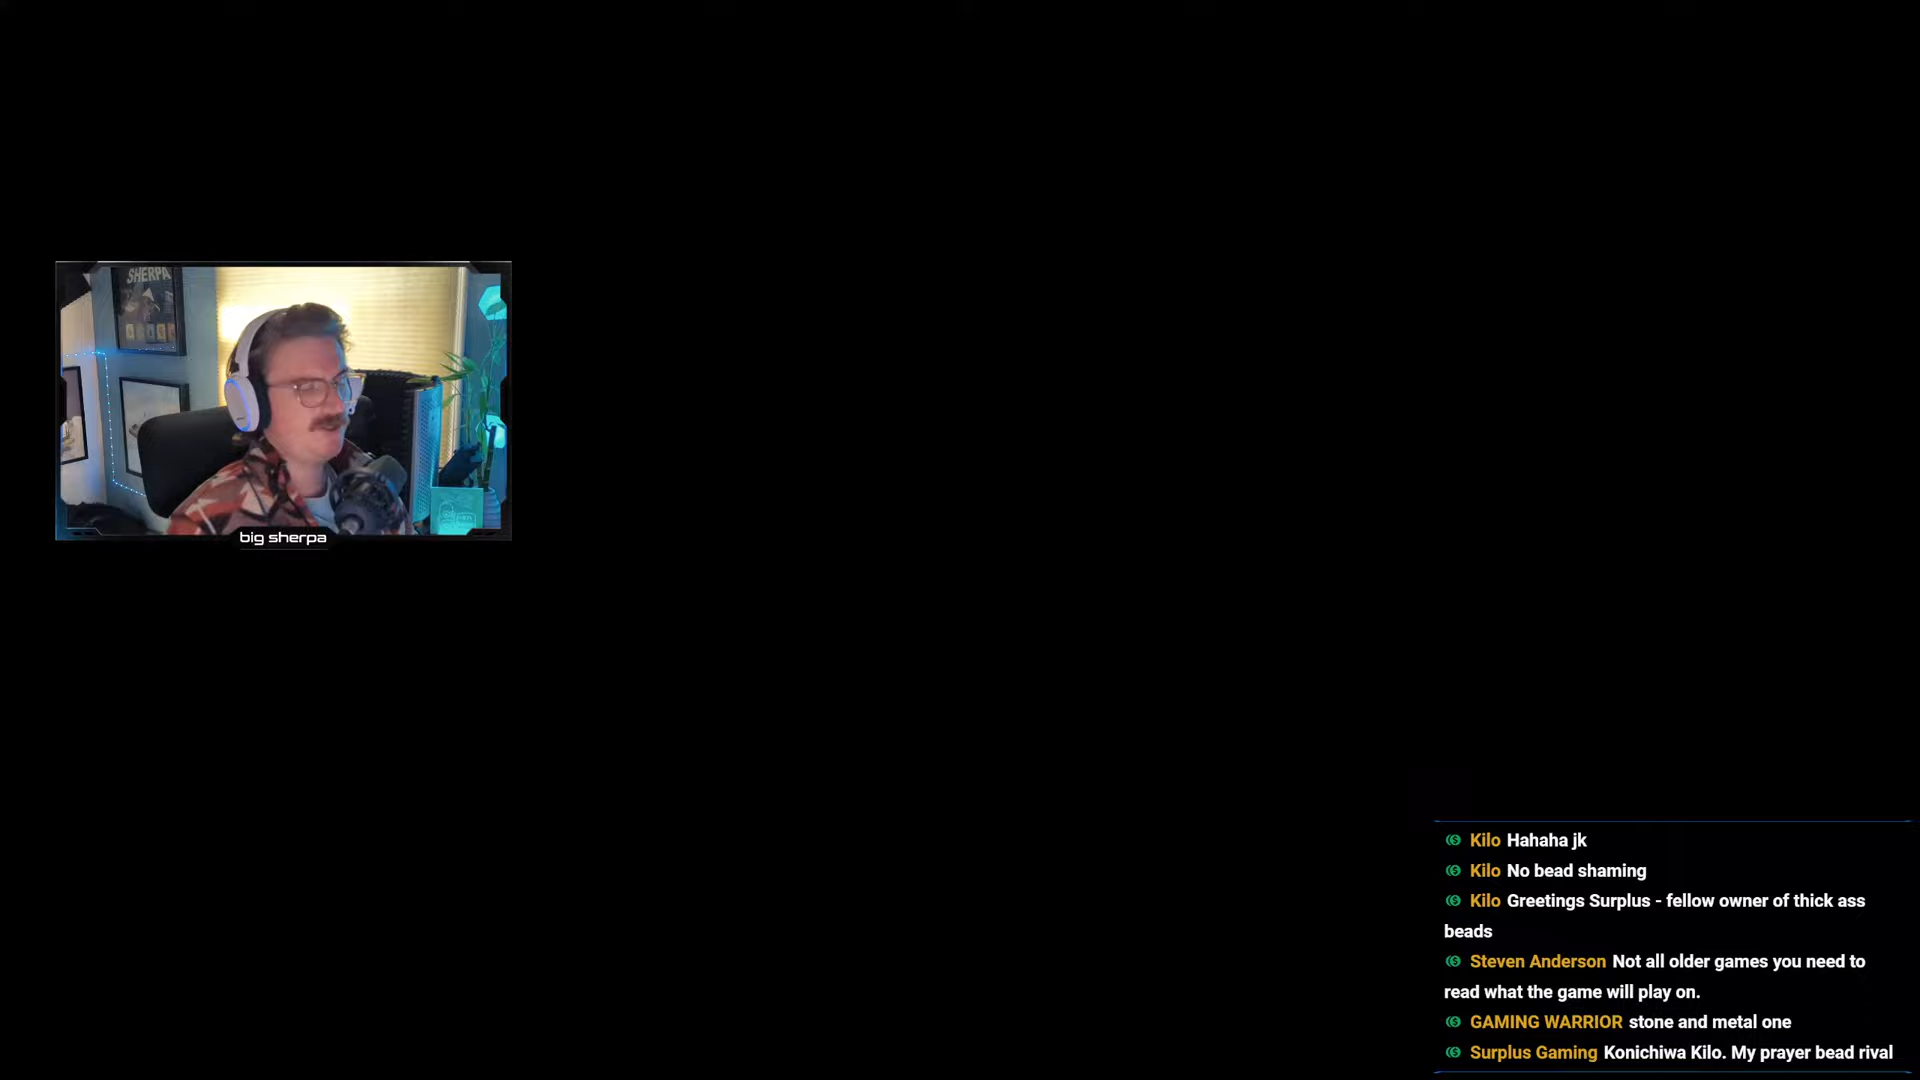 SHERPA
big sherpa
Kilo Hahaha jk
Kilo No bead shaming
Kilo Greetings Surplus - fellow owner of thick ass
beads
Steven Anderson Not all older games you need to
read what the game will play on.
GAMING WARRIOR stone and metal one
Surplus Gaming Konichiwa Kilo. My prayer bead rival